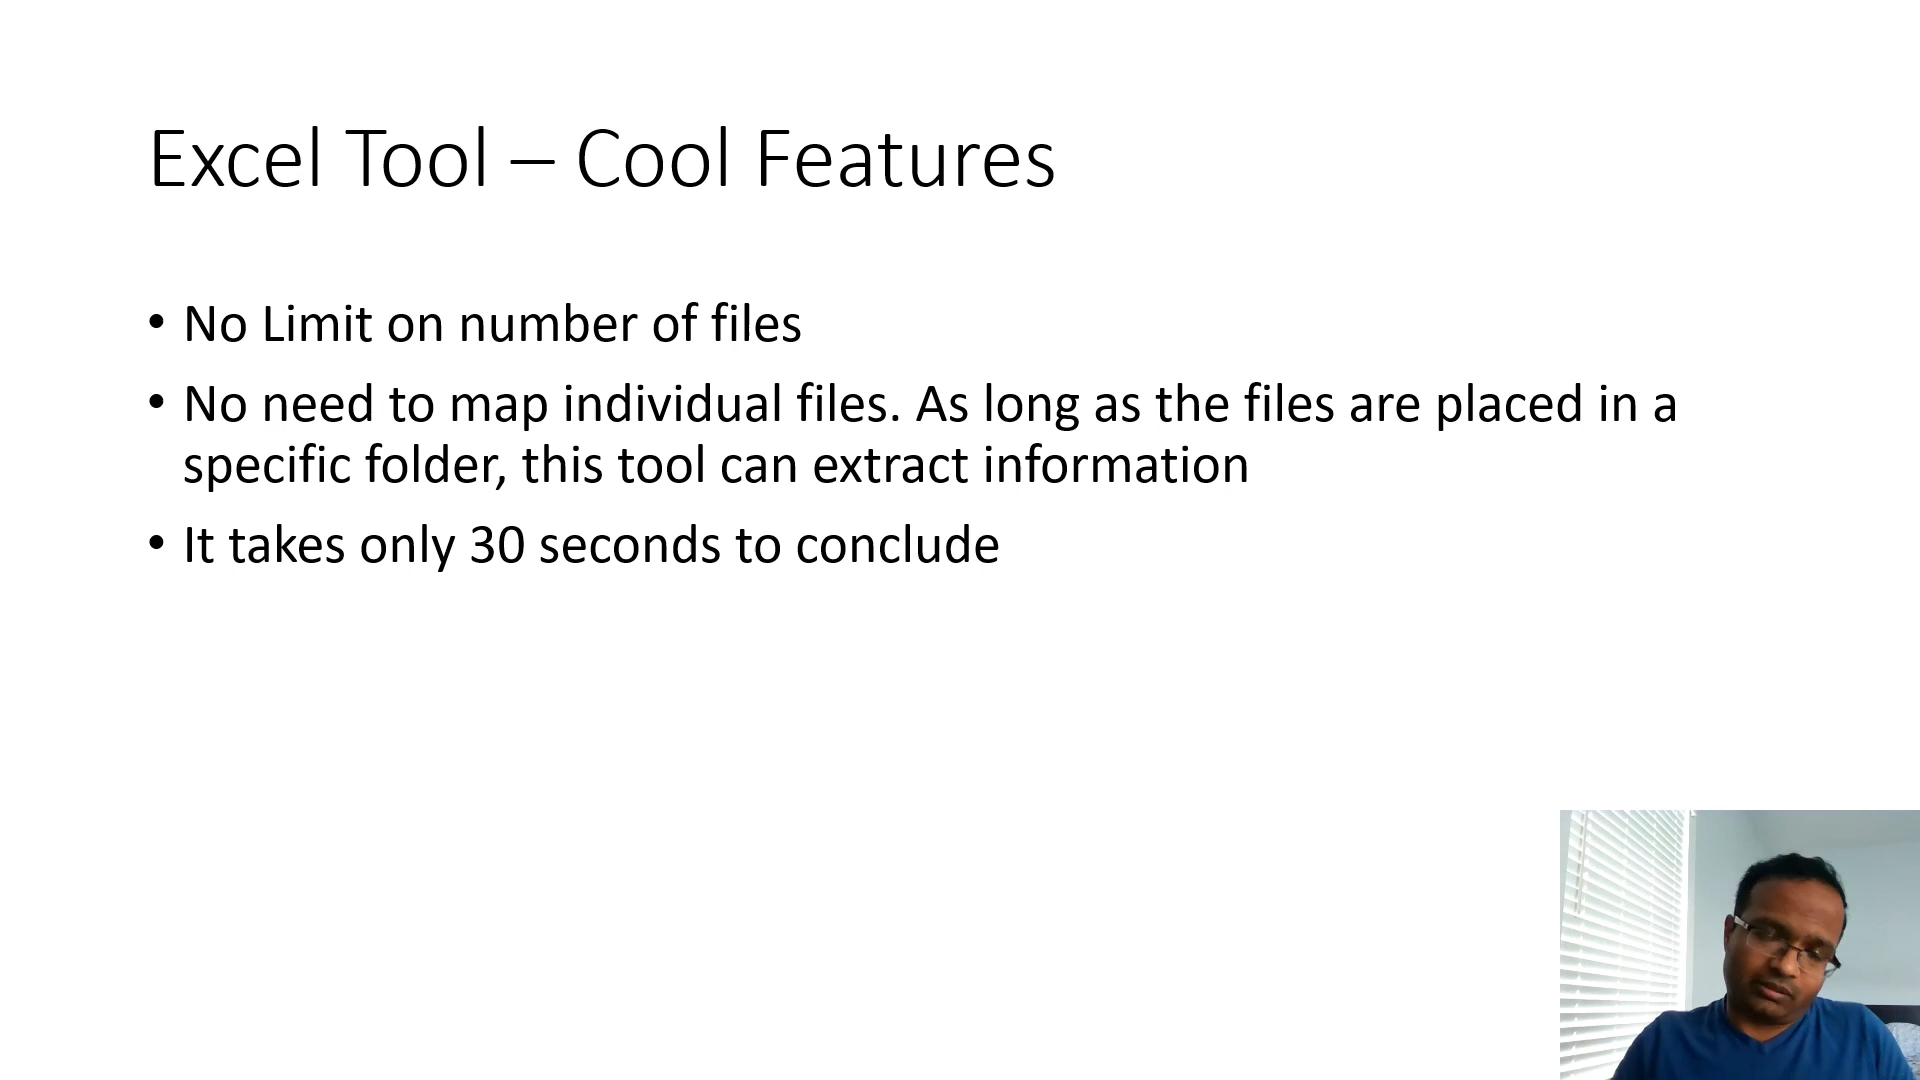 Excel Tool – Cool Features
• No Limit on number of files
• No need to map individual files. As long as the files are placed in a
specific folder, this tool can extract information
• It takes only 30 seconds to conclude